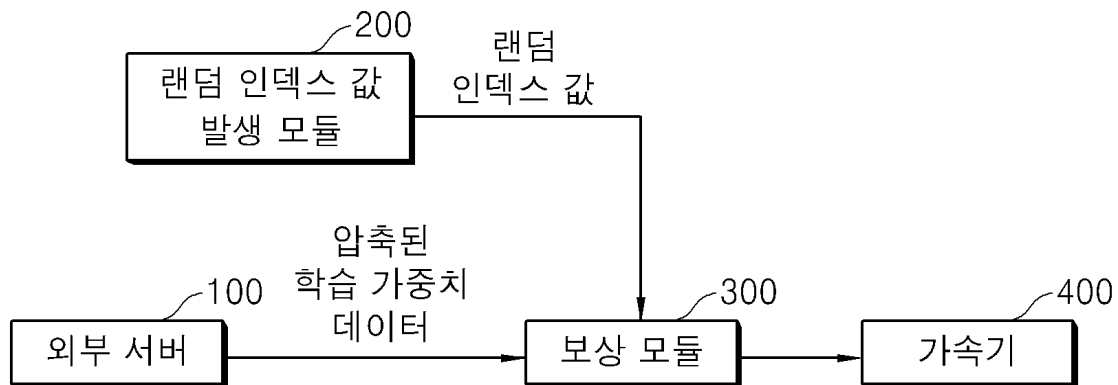 200
랜덤 인덱스 값
발생 모듈
랜덤
인덱스 값
압축된
학습 가중치
데이터
100
외부 서버
300
보상 모듈
400
가속기